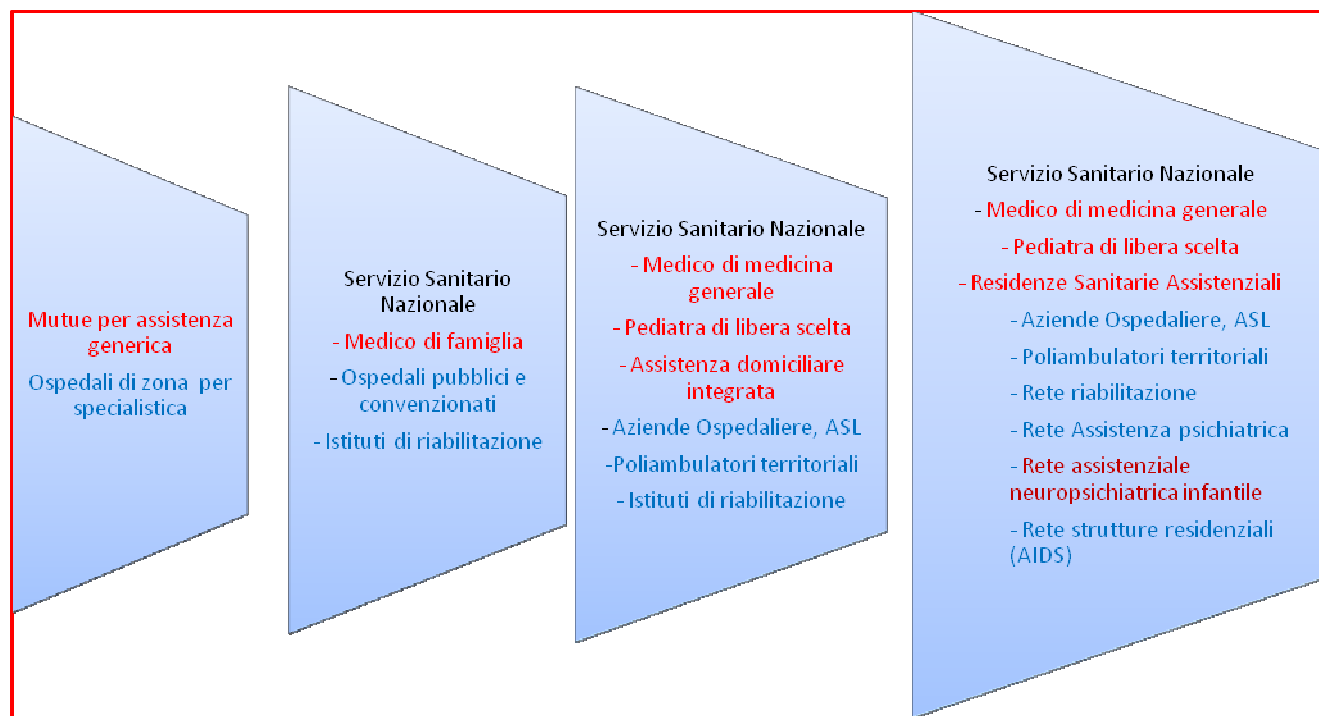 Mutue per assistenza
generica
Ospedali di zona per
specialistica
Servizio Sanitario
Nazionale
- Medico di famiglia
- Ospedali pubblici e
convenzionati
- Istituti di riabilitazione
Servizio Sanitario Nazionale
- Medico di medicina
generale
- Pediatra di libera scelta
- Assistenza domiciliare
integrata
- Aziende Ospedaliere, ASL
-Poliambulatori territoriali
- Istituti di riabilitazione
Servizio Sanitario Nazionale
- Medico di medicina generale
- Pediatra di libera scelta
- Residenze Sanitarie Assistenziali
- Aziende Ospedaliere, ASL
- Poliambulatori territoriali
- Rete riabilitazione
- Rete Assistenza psichiatrica
- Rete assistenziale
neuropsichiatrica infantile
- Rete strutture residenziali
(AIDS)